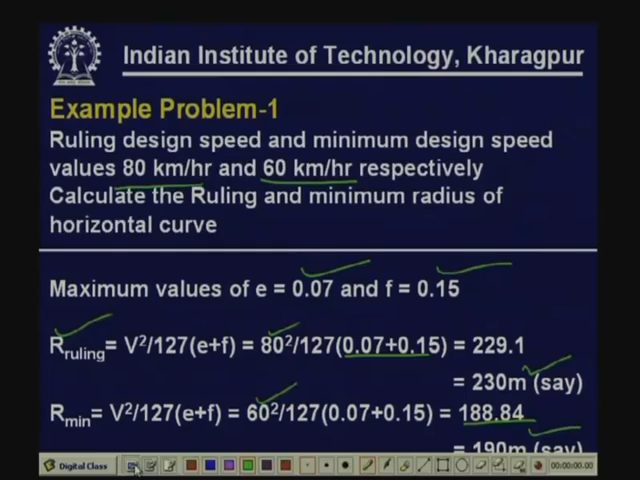 Indian Institute of Technology, Kharagpur
Example Problem-1
Ruling design speed and minimum design speed
values 80 km/hr and 60 km/hr respectively
Calculate the Ruling and minimum radius of
horizontal curve
Maximum values of e = 0.07 and f = 0.15
Rruling= V²/127(e+f) = 80²/127(0.07+0.15) = 229.1
= 230m (say)
Rmin= V²/127(e+f) = 60²/127(0.07+0.15) = 188.84
= 190m (say)
Digital Class 00:00:00.00